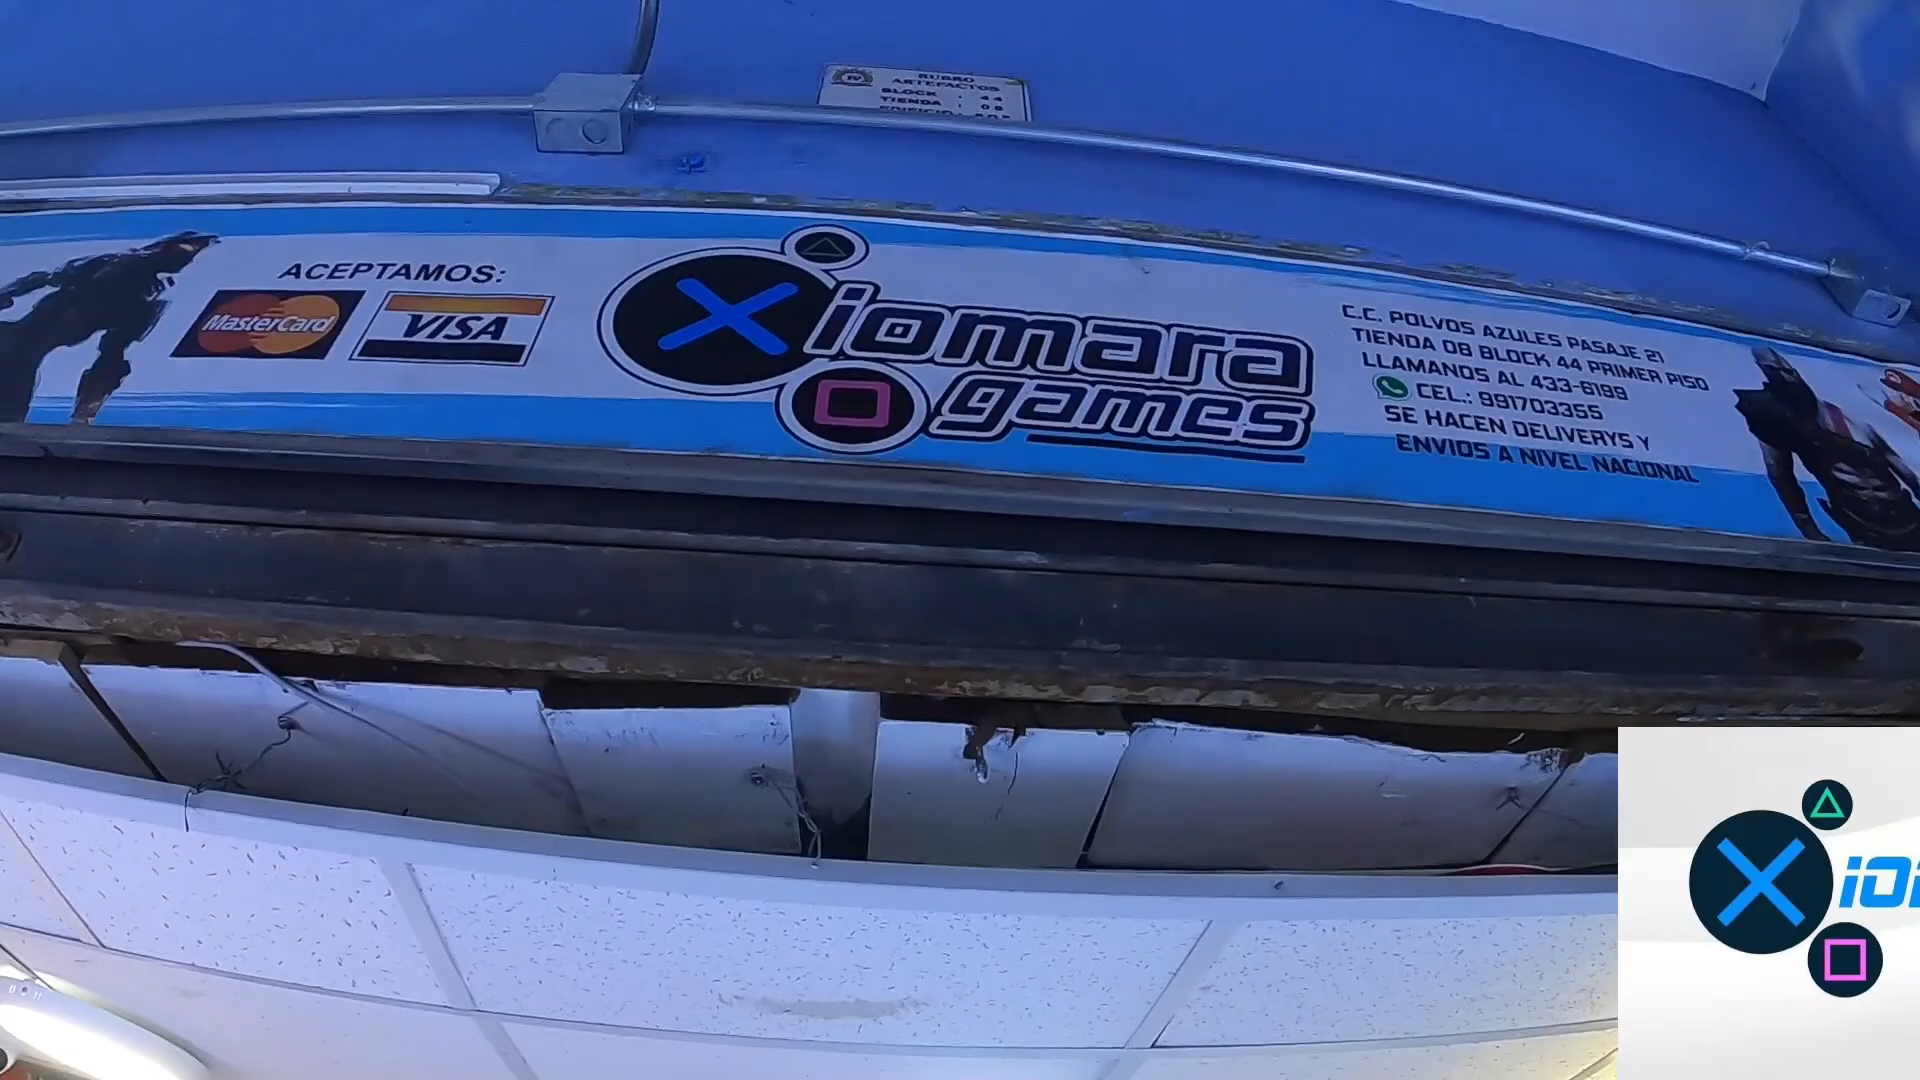 RUBRO
ARTEFACTOS
BLOCK : 44
TIENDA : 08
ACEPTAMOS:
MasterCard
VISA
Xiomara
games
C.C. POLVOS AZULES PASAJE 21
TIENDA 08 BLOCK 44 PRIMER PISO
LLAMANOS AL 433-6199
CEL.: 991703355
SE HACEN DELIVERYS Y
ENVIOS A NIVEL NACIONAL